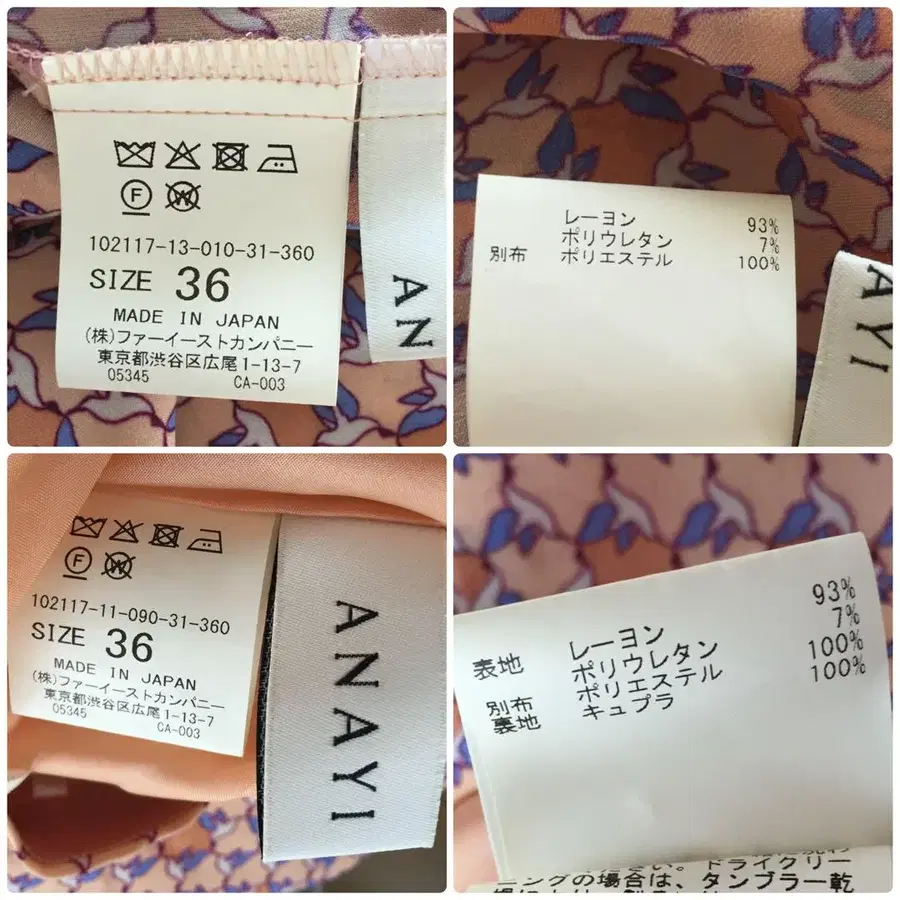 102117-13-010-31-360
SIZE 36
MADE IN JAPAN
(株)ファーイーストカンパニー
東京都渋谷区広尾1-13-7
05345 CA-003
AN
レーヨン 93%
ポリウレタン 7%
別布 ポリエステル 100%
AYI
F
102117-11-090-31-360
SIZE 36
MADE IN JAPAN
(株)ファーイーストカンパニー
東京都渋谷区広尾1-13-7
05345 CA-003
ANAYI
表地 レーヨン 93%
ポリウレタン 7%
別布 ポリエステル 100%
裏地 キュプラ 100%
い。ドライクリー
ニングの場合は、タンブラー乾